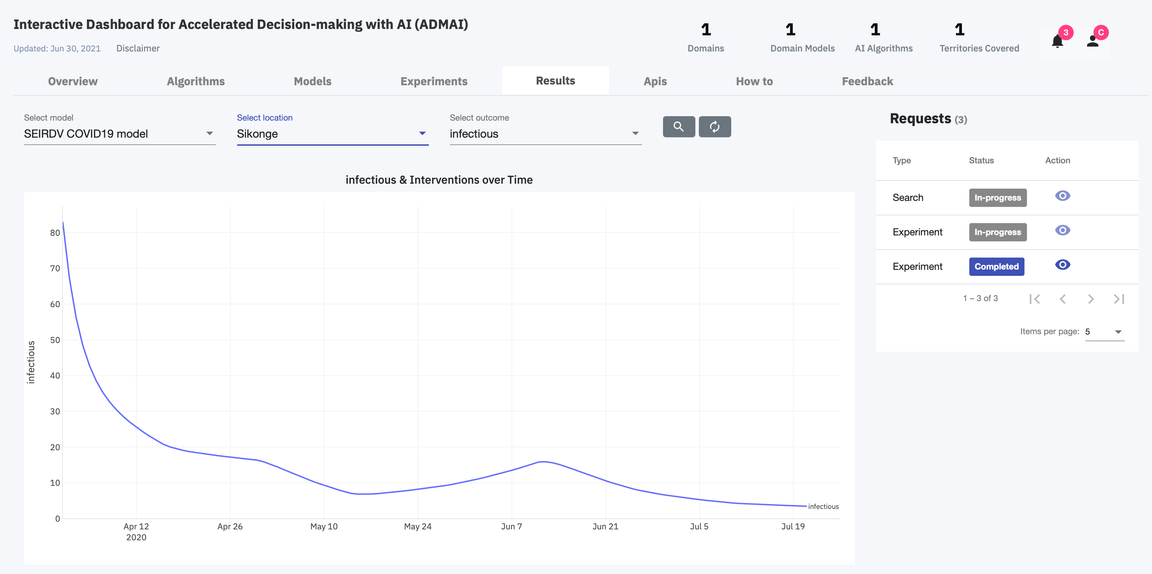 Interactive Dashboard for Accelerated Decision-making with AI (ADMAI)
Updated: Jun 30, 2021 Disclaimer
1 1 1 1
Domains Domain Models AI Algorithms Territories Covered
3 C
Overview Algorithms Models Experiments Results Apis How to Feedback
Select model Select location Select outcome
SEIRDV COVID19 model Sikonge infectious
infectious & Interventions over Time
80
70
60
50
40
30
20
10
0
infectious
infectious
Apr 12 Apr 26 May 10 May 24 Jun 7 Jun 21 Jul 5 Jul 19
2020
Requests (3)
Type Status Action
Search In-progress
Experiment In-progress
Experiment Completed
1 – 3 of 3
Items per page: 5